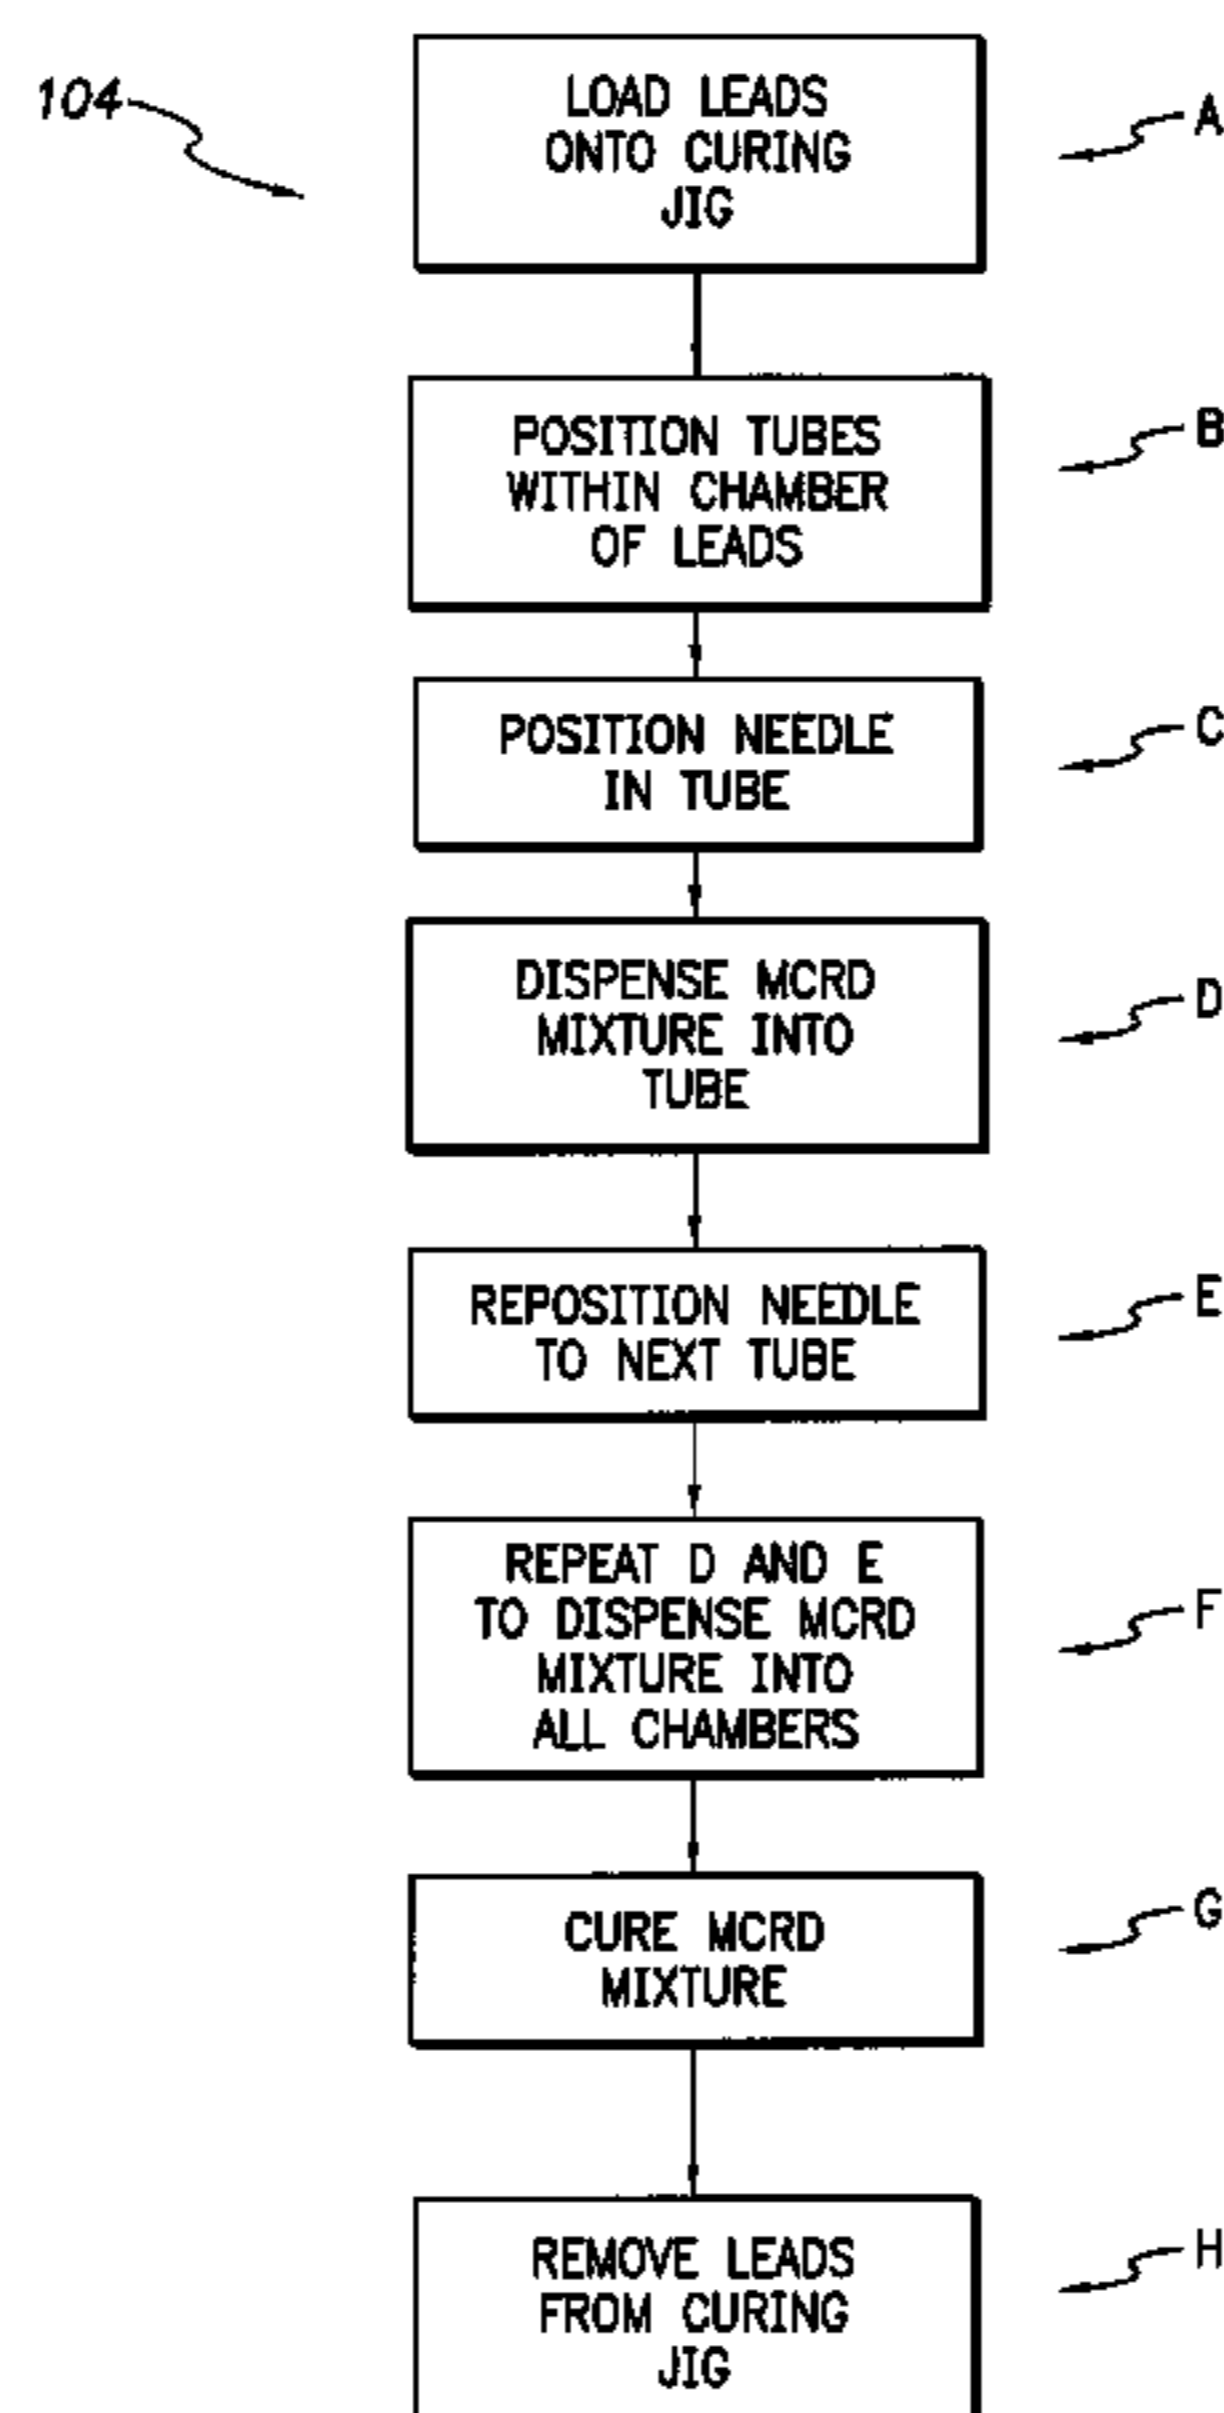 104
LOAD LEADS
ONTO CURING
JIG
A
POSITION TUBES
WITHIN CHAMBER
OF LEADS
B
POSITION NEEDLE
IN TUBE
C
DISPENSE MCRD
MIXTURE INTO
TUBE
D
REPOSITION NEEDLE
TO NEXT TUBE
E
REPEAT D AND E
TO DISPENSE MCRD
MIXTURE INTO
ALL CHAMBERS
F
CURE MCRD
MIXTURE
G
REMOVE LEADS
FROM CURING
JIG
H